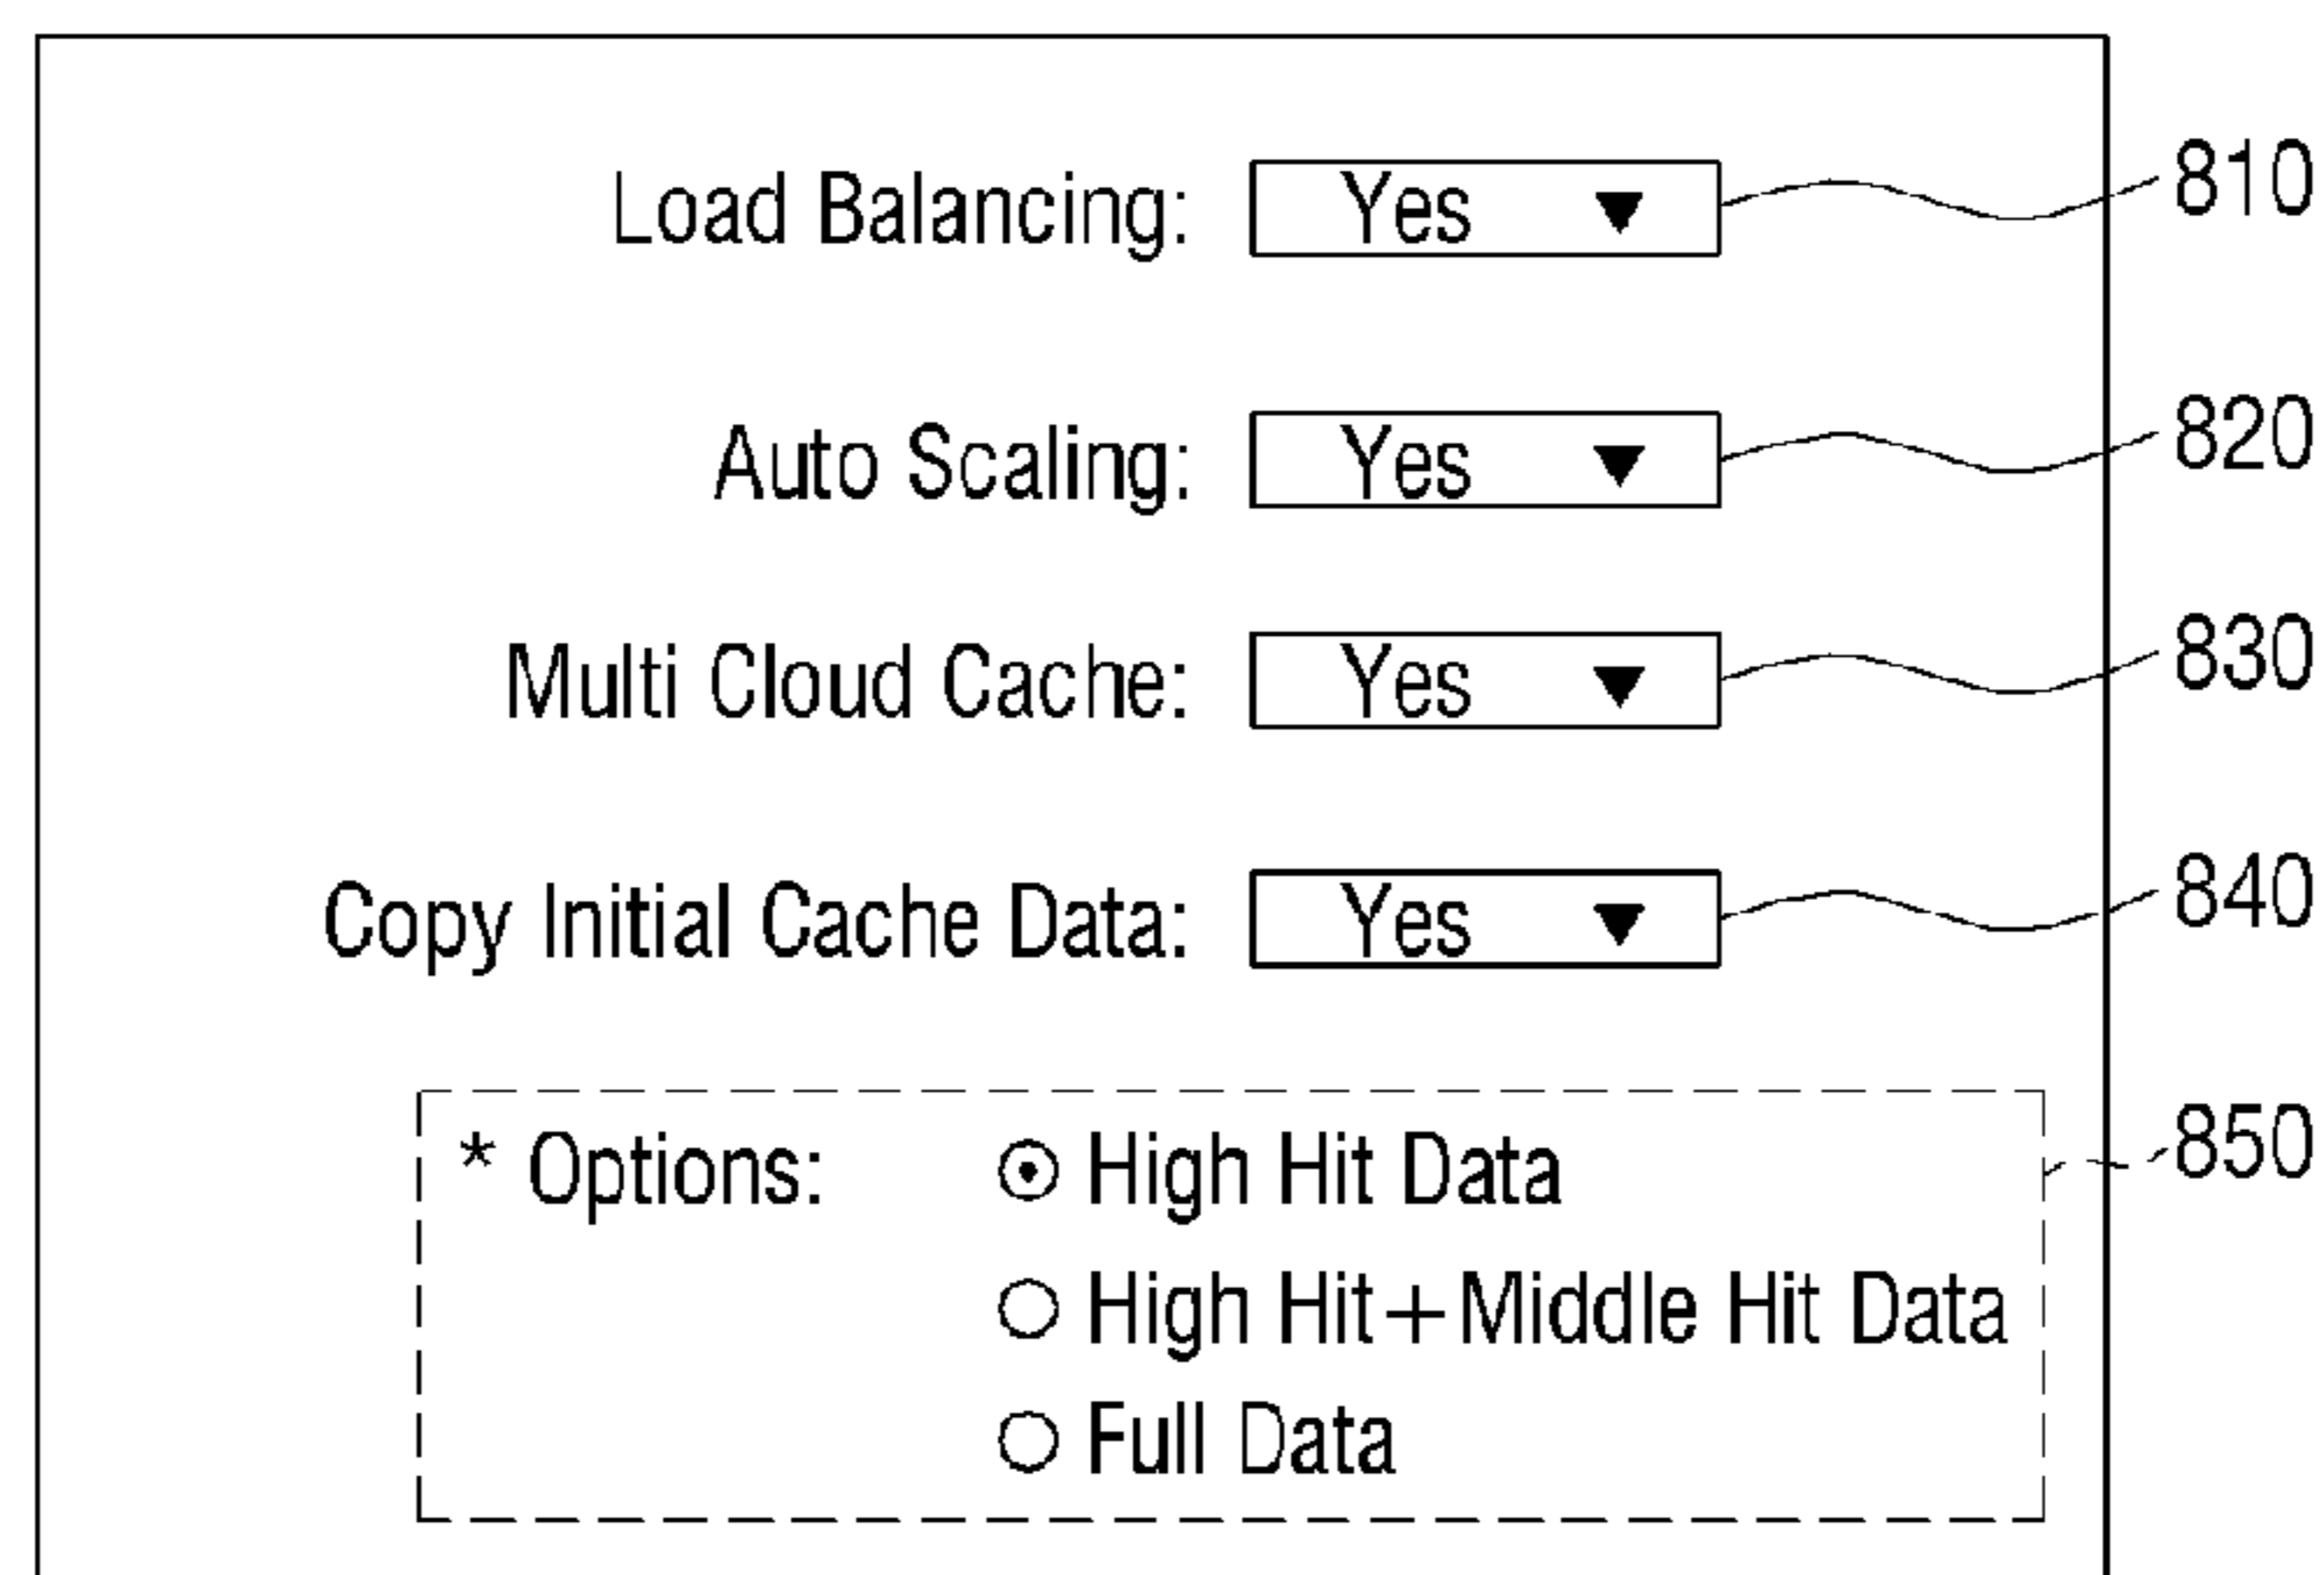 Load Balancing: Yes ▼ 810
Auto Scaling: Yes ▼ 820
Multi Cloud Cache: Yes ▼ 830
Copy Initial Cache Data: Yes ▼ 840
* Options: High Hit Data 850
High Hit+Middle Hit Data
Full Data